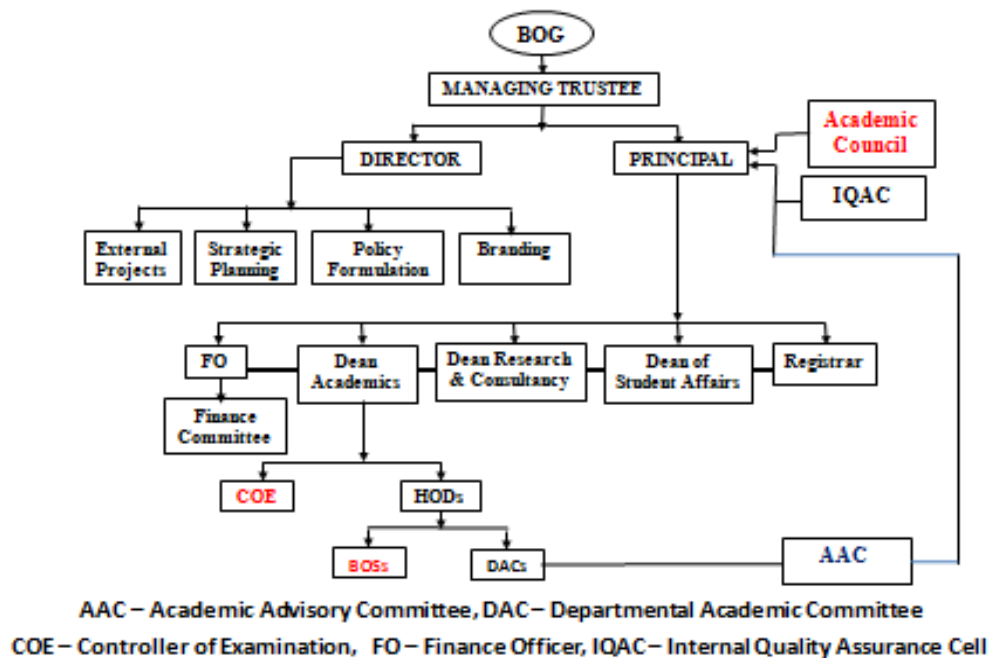 BOG
MANAGING TRUSTEE
Academic
Council
DIRECTOR
PRINCIPAL
IQAC
External
Projects
Strategic
Planning
Policy
Formulation
Branding
FO
Dean
Academics
Dean Research
& Consultancy
Dean of
Student Affairs
Registrar
Finance
Committee
COE
HODs
BOSs
DACs
AAC
AAC – Academic Advisory Committee, DAC – Departmental Academic Committee
COE – Controller of Examination, FO – Finance Officer, IQAC – Internal Quality Assurance Cell